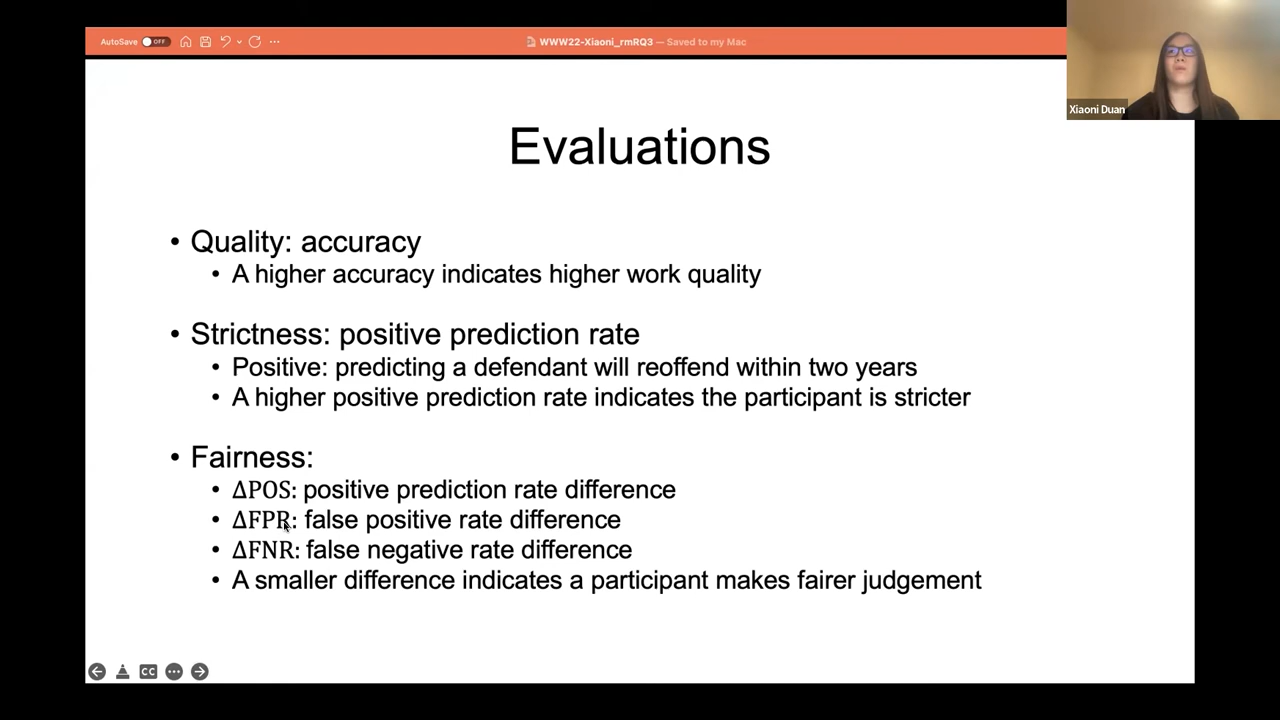 AutoSave OFF
WWW22-Xiaoni_rmRQ3 — Saved to my Mac
Xiaoni Duan
Evaluations
• Quality: accuracy
• A higher accuracy indicates higher work quality
• Strictness: positive prediction rate
• Positive: predicting a defendant will reoffend within two years
• A higher positive prediction rate indicates the participant is stricter
• Fairness:
• ΔPOS: positive prediction rate difference
• ΔFPR: false positive rate difference
• ΔFNR: false negative rate difference
• A smaller difference indicates a participant makes fairer judgement
CC